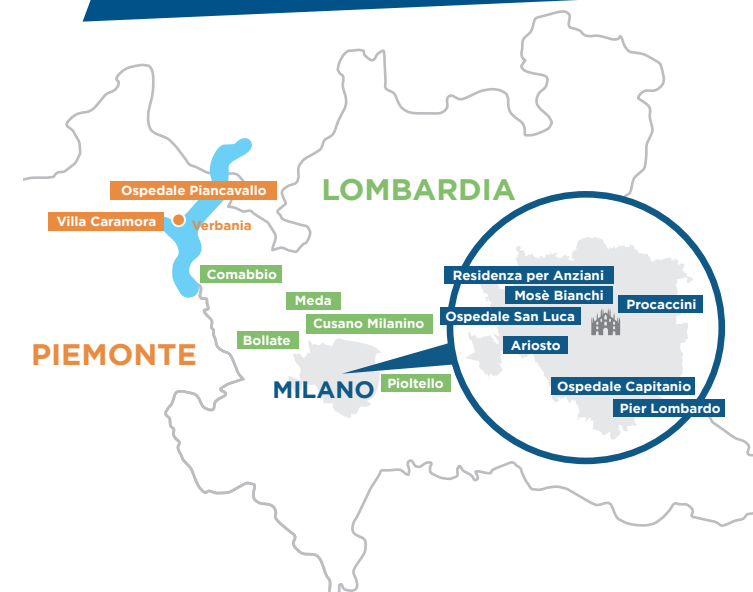 Ospedale Piancavallo
LOMBARDIA
Villa Caramora
Verbania
Comabbio
Residenza per Anziani
Mosè Bianchi
Procaccini
Meda
Cusano Milanino
Ospedale San Luca
Bollate
Ariosto
PIEMONTE
MILANO
Pioltello
Ospedale Capitanio
Pier Lombardo